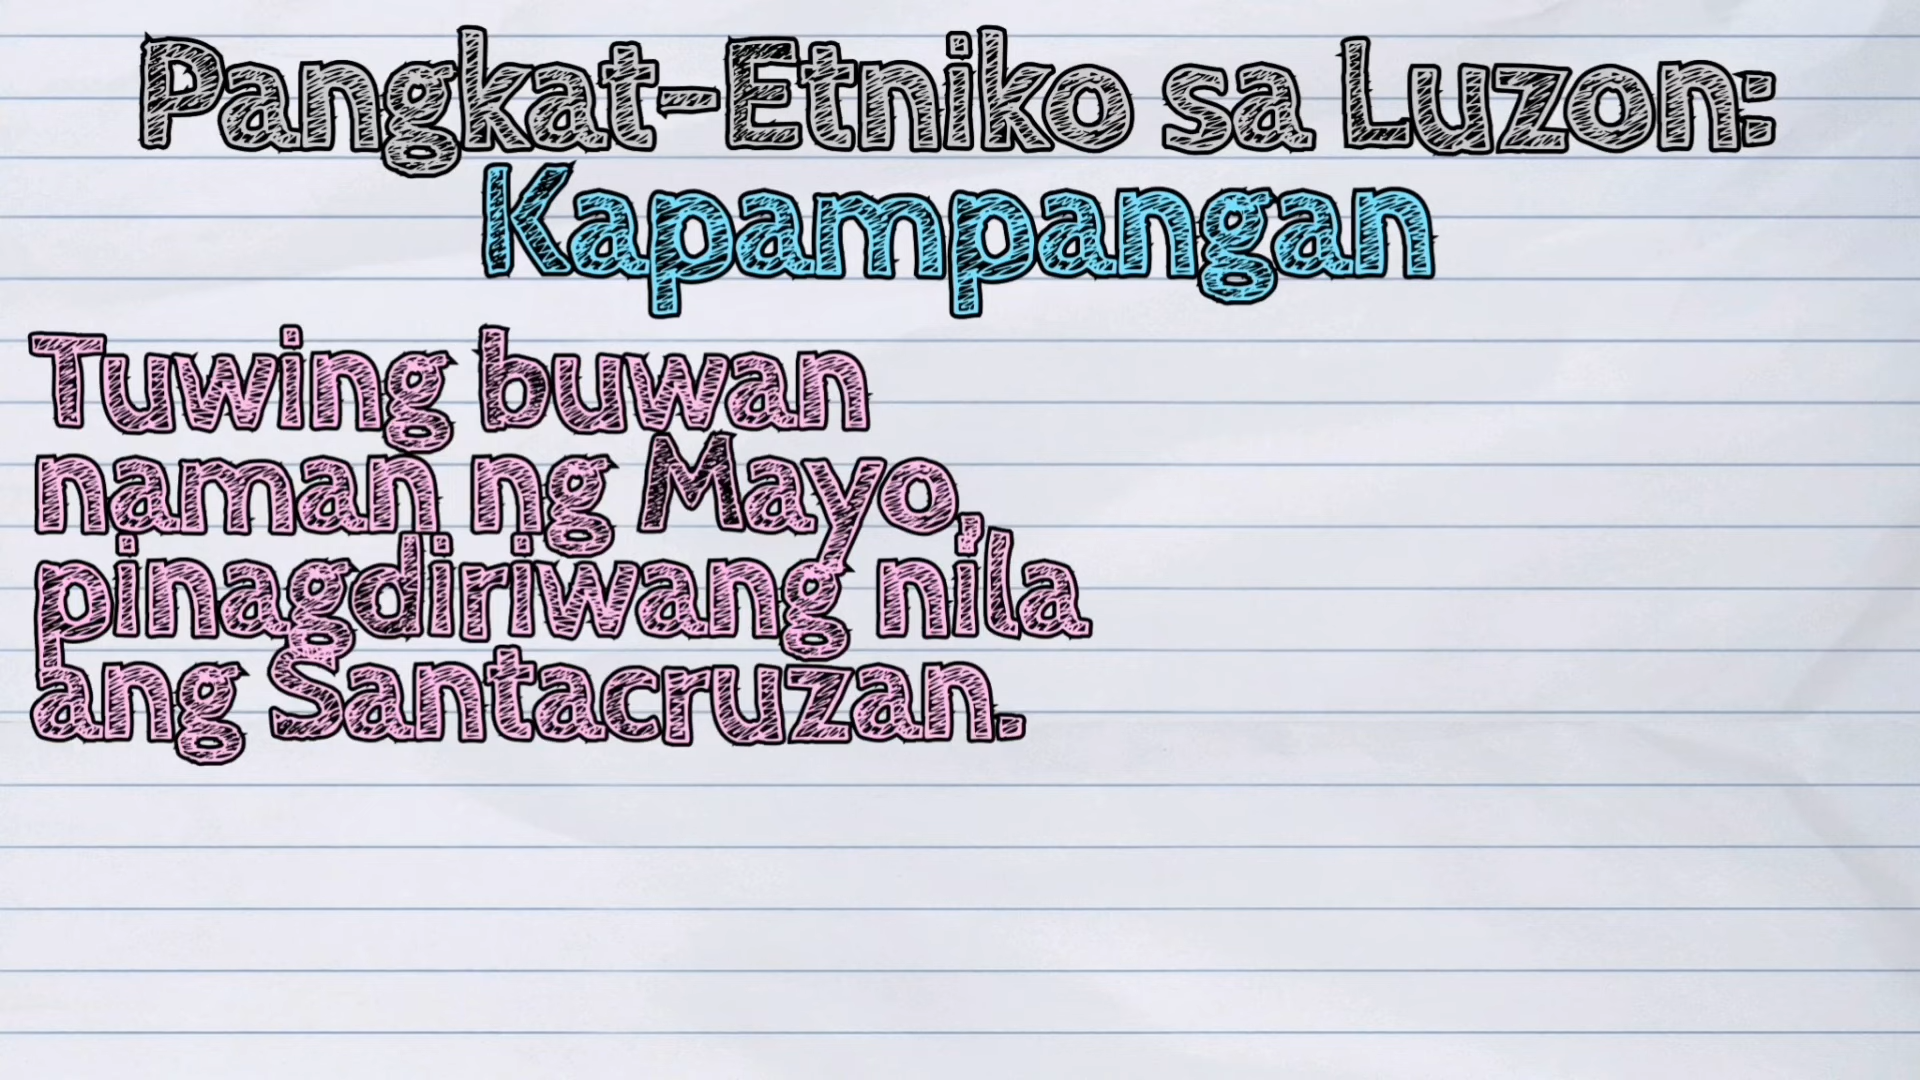 Pangkat-Etniko sa Luzon:
Kapampangan
Tuwing buwan
naman ng Mayo,
pinagdiriwang nila
ang Santacruzan.